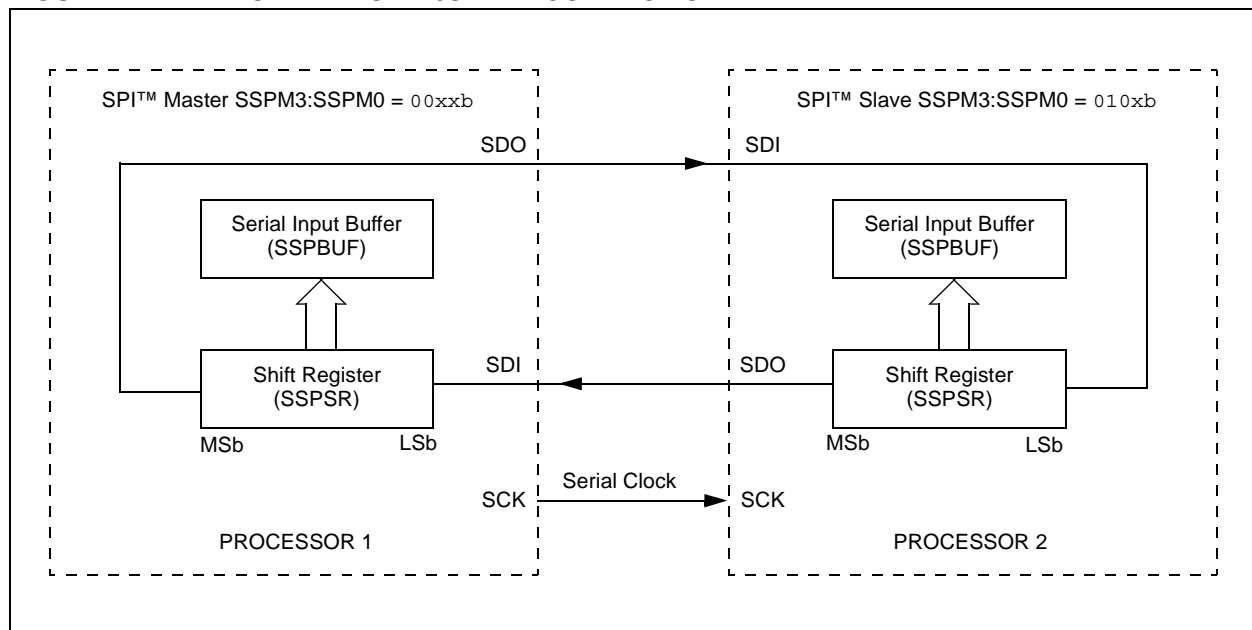 SPI™ Master SSPM3:SSPM0 = 00xxb
SPI™ Slave SSPM3:SSPM0 = 010xb
SDO
SDI
Serial Input Buffer
(SSPBUF)
Serial Input Buffer
(SSPBUF)
SDI
SDO
Shift Register
(SSPSR)
Shift Register
(SSPSR)
MSb
LSb
MSb
LSb
Serial Clock
SCK
SCK
PROCESSOR 1
PROCESSOR 2